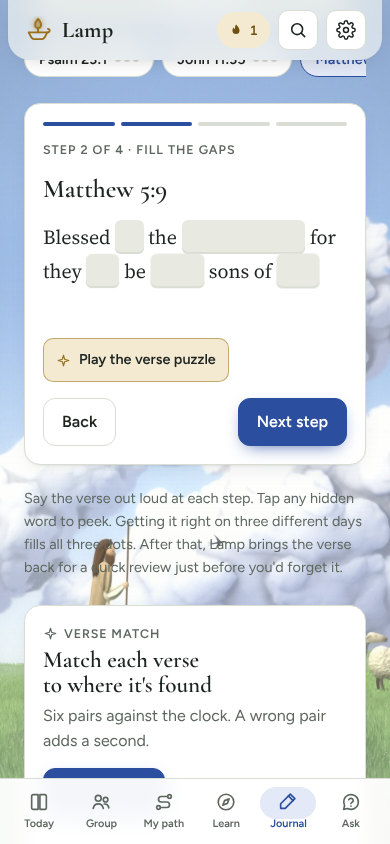 Lamp
1
Psalm 23:1
John 11:35
Matthew
STEP 2 OF 4 · FILL THE GAPS
Matthew 5:9
Blessed the for
they be sons of
Play the verse puzzle
Back
Next step
Say the verse out loud at each step. Tap any hidden
word to peek. Getting it right on three different days
fills all three dots. After that, Lamp brings the verse
back for a quick review just before you'd forget it.
VERSE MATCH
Match each verse
to where it's found
Six pairs against the clock. A wrong pair
adds a second.
Today
Group
My path
Learn
Journal
Ask